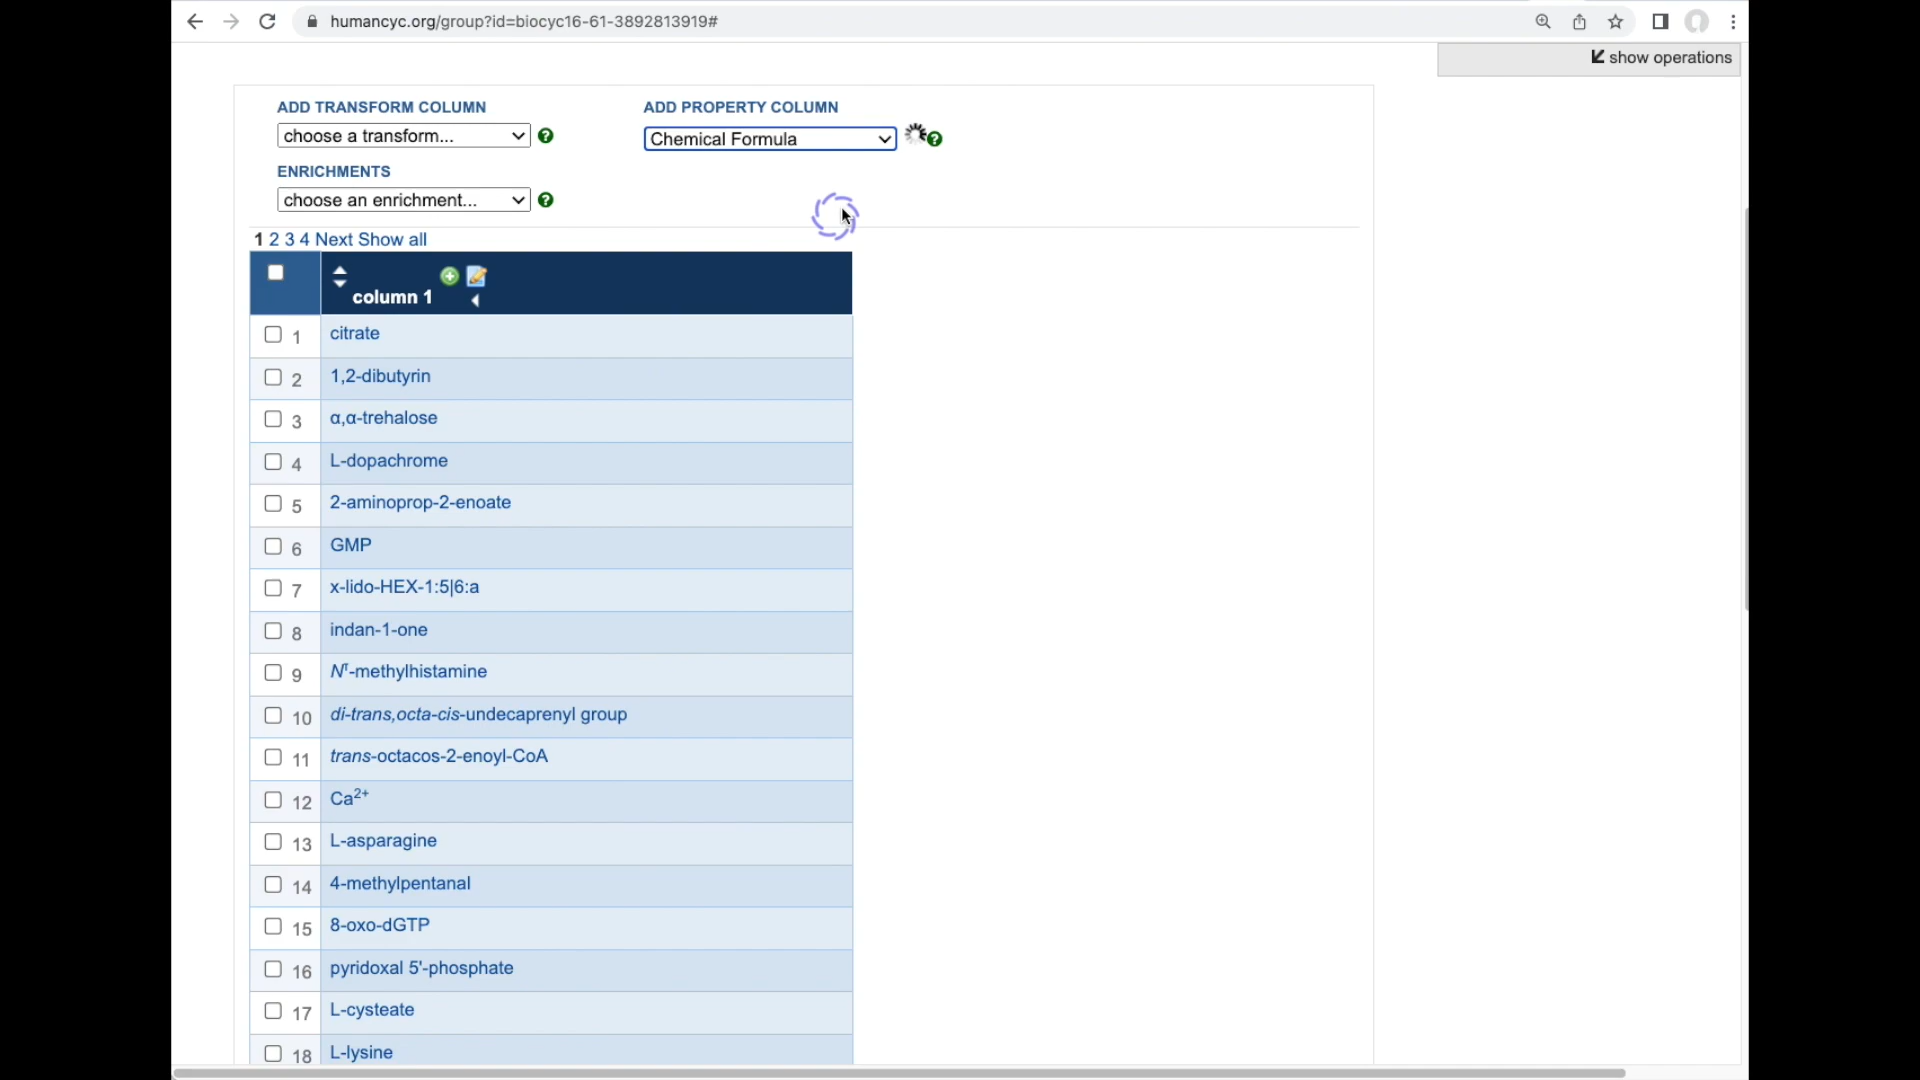 humancyc.org/group?id=biocyc16-61-3892813919#
show operations
ADD TRANSFORM COLUMN
choose a transform...
ADD PROPERTY COLUMN
Chemical Formula
ENRICHMENTS
choose an enrichment...
1 2 3 4 Next Show all
column 1
1 citrate
2 1,2-dibutyrin
3 α,α-trehalose
4 L-dopachrome
5 2-aminoprop-2-enoate
6 GMP
7 x-lido-HEX-1:5|6:a
8 indan-1-one
9 Nτ-methylhistamine
10 di-trans,octa-cis-undecaprenyl group
11 trans-octacos-2-enoyl-CoA
12 Ca2+
13 L-asparagine
14 4-methylpentanal
15 8-oxo-dGTP
16 pyridoxal 5'-phosphate
17 L-cysteate
18 L-lysine